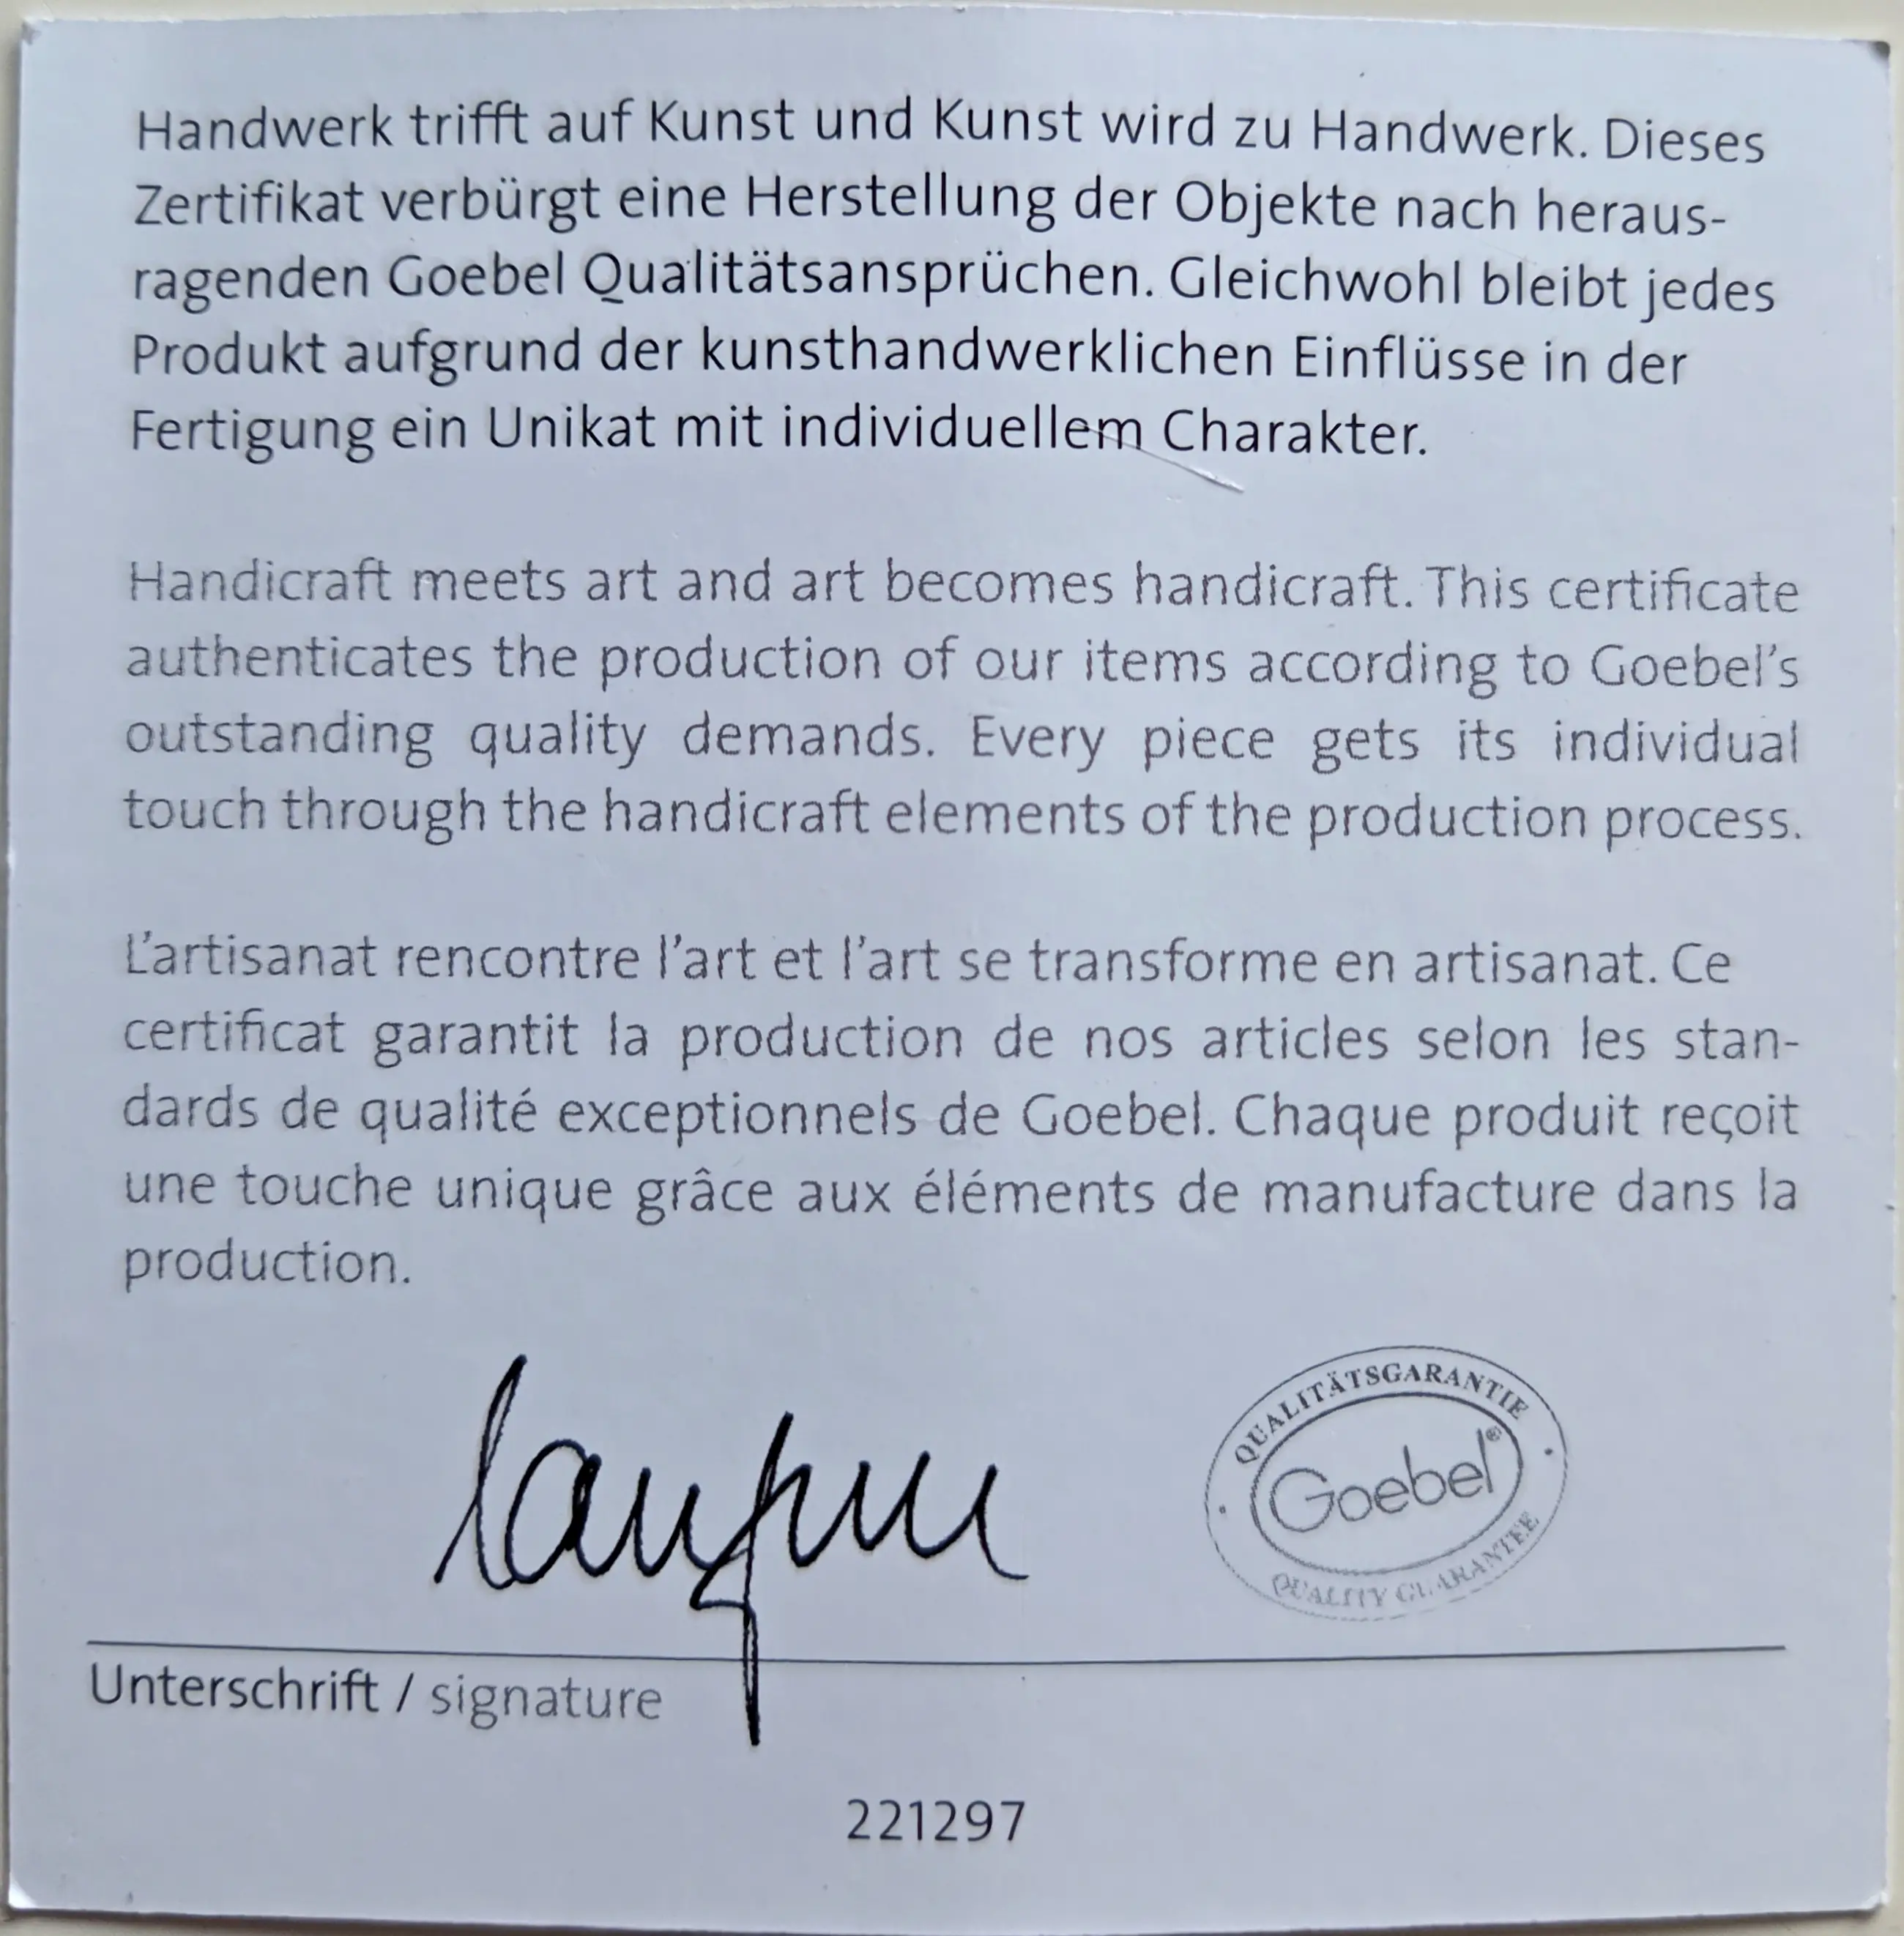 Handwerk trifft auf Kunst und Kunst wird zu Handwerk. Dieses
Zertifikat verbürgt eine Herstellung der Objekte nach heraus-
ragenden Goebel Qualitätsansprüchen. Gleichwohl bleibt jedes
Produkt aufgrund der kunsthandwerklichen Einflüsse in der
Fertigung ein Unikat mit individuellem Charakter.
Handicraft meets art and art becomes handicraft. This certificate
authenticates the production of our items according to Goebel's
outstanding quality demands. Every piece gets its individual
touch through the handicraft elements of the production process.
L'artisanat rencontre l'art et l'art se transforme en artisanat. Ce
certificat garantit la production de nos articles selon les stan-
dards de qualité exceptionnels de Goebel. Chaque produit reçoit
une touche unique grâce aux éléments de manufacture dans la
production.
QUALITÄTSGARANTIE
Goebel®
QUALITY GUARANTEE
Unterschrift / signature
221297